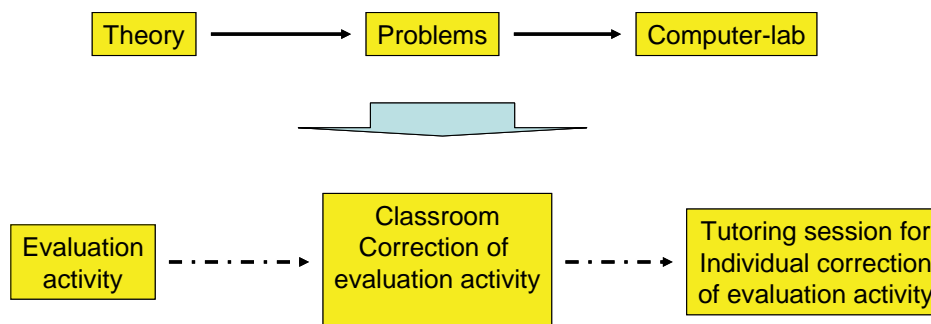 Theory
Problems
Computer-lab
Classroom
Correction of
evaluation activity
Evaluation
activity
Tutoring session for
Individual correction
of evaluation activity